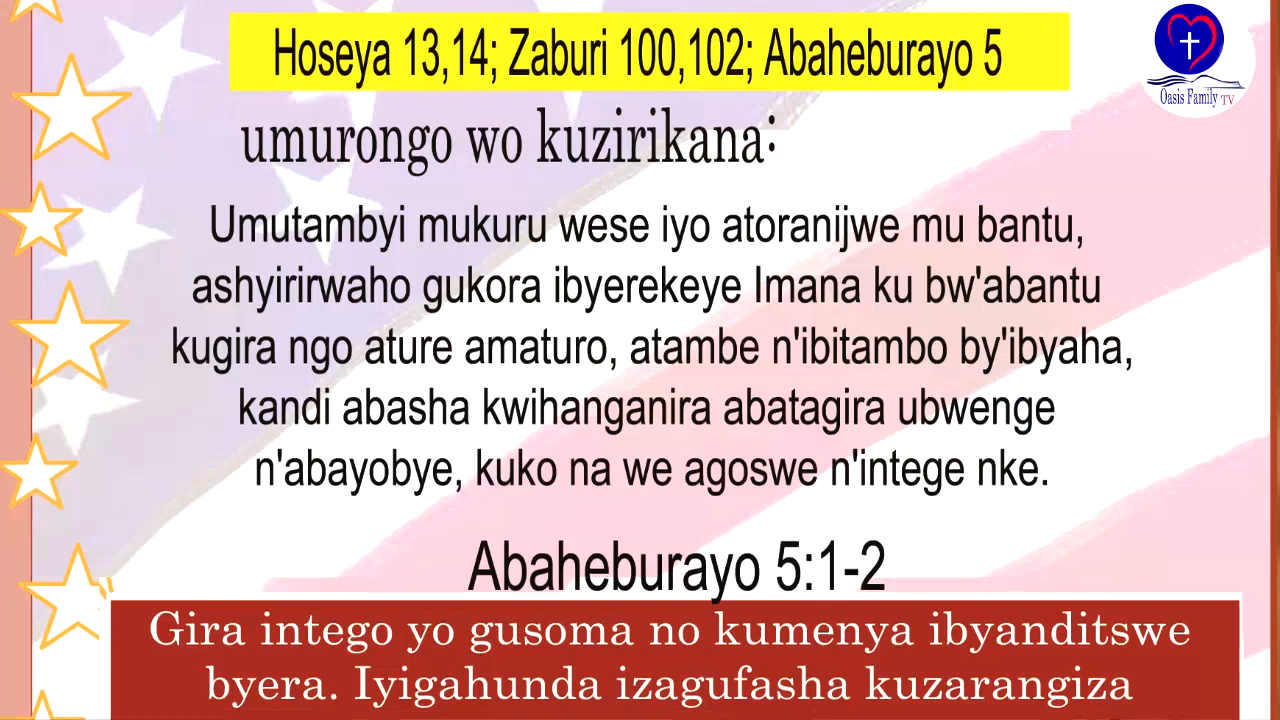 Hoseya 13,14; Zaburi 100,102; Abaheburayo 5
Oasis Family TV
umurongo wo kuzirikana:
Umutambyi mukuru wese iyo atoranijwe mu bantu,
ashyirirwaho gukora ibyerekeye Imana ku bw'abantu
kugira ngo ature amaturo, atambe n'ibitambo by'ibyaha,
kandi abasha kwihanganira abatagira ubwenge
n'abayobye, kuko na we agoswe n'intege nke.
Abaheburayo 5:1-2
Gira intego yo gusoma no kumenya ibyanditswe
byera. Iyigahunda izagufasha kuzarangiza